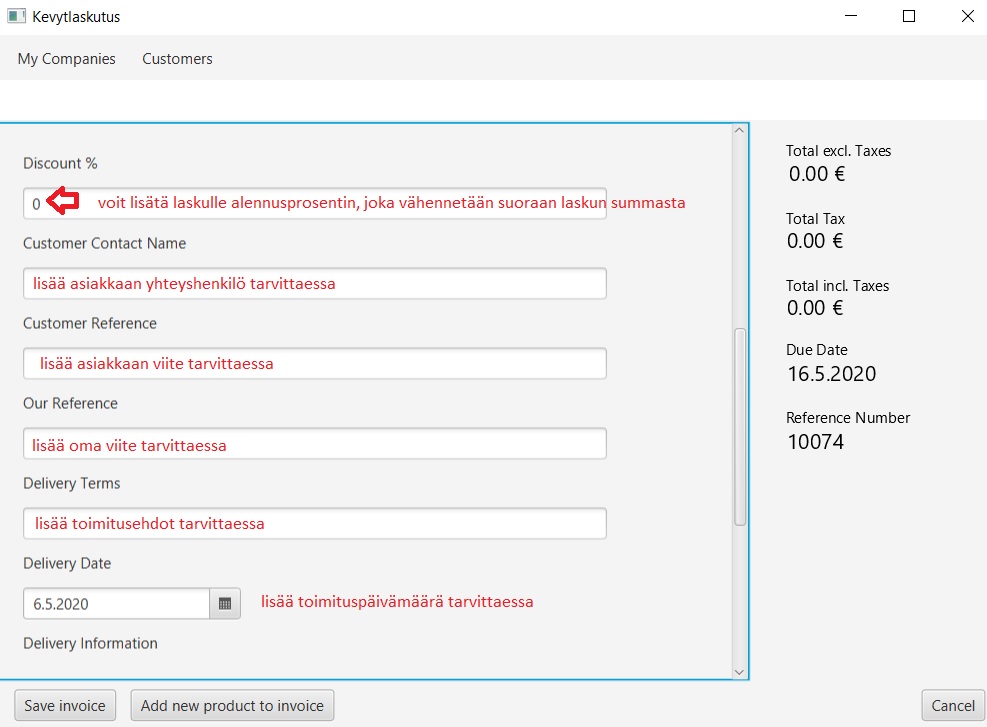 Kevytlaskutus
My Companies Customers
Discount %
0 voit lisätä laskulle alennusprosentin, joka vähennetään suoraan laskun summasta
Customer Contact Name
lisää asiakkaan yhteyshenkilö tarvittaessa
Customer Reference
lisää asiakkaan viite tarvittaessa
Our Reference
lisää oma viite tarvittaessa
Delivery Terms
lisää toimitusehdot tarvittaessa
Delivery Date
6.5.2020 lisää toimituspäivämäärä tarvittaessa
Delivery Information
Total excl. Taxes
0.00 €
Total Tax
0.00 €
Total incl. Taxes
0.00 €
Due Date
16.5.2020
Reference Number
10074
Save invoice Add new product to invoice Cancel